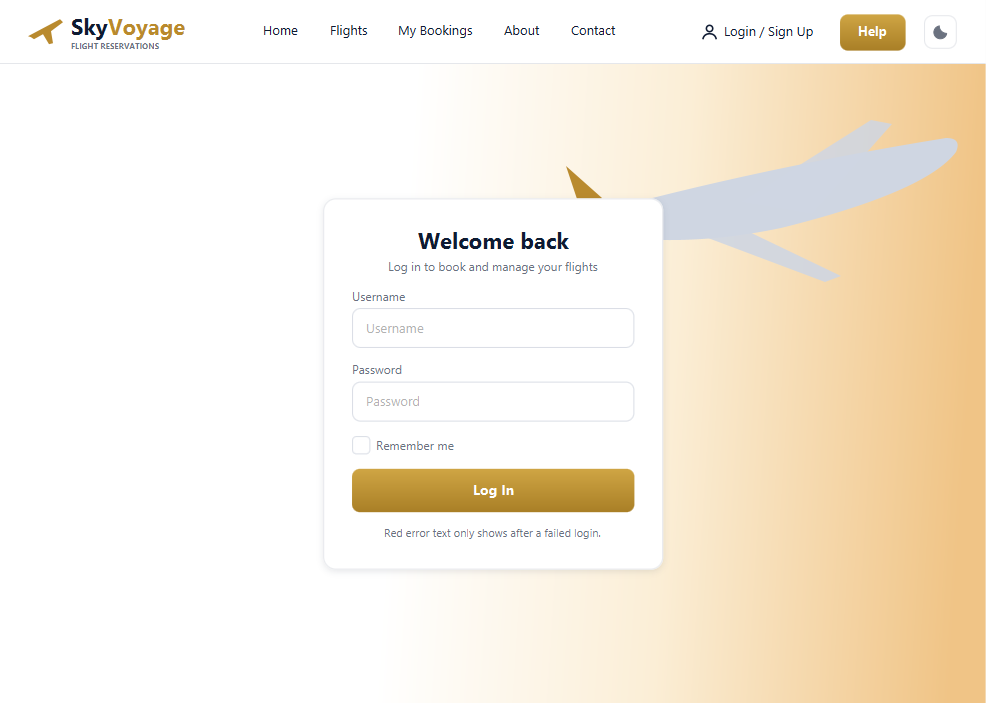 SkyVoyage
FLIGHT RESERVATIONS
Home Flights My Bookings About Contact Login / Sign Up Help
Welcome back
Log in to book and manage your flights
Username
Username
Password
Password
Remember me
Log In
Red error text only shows after a failed login.